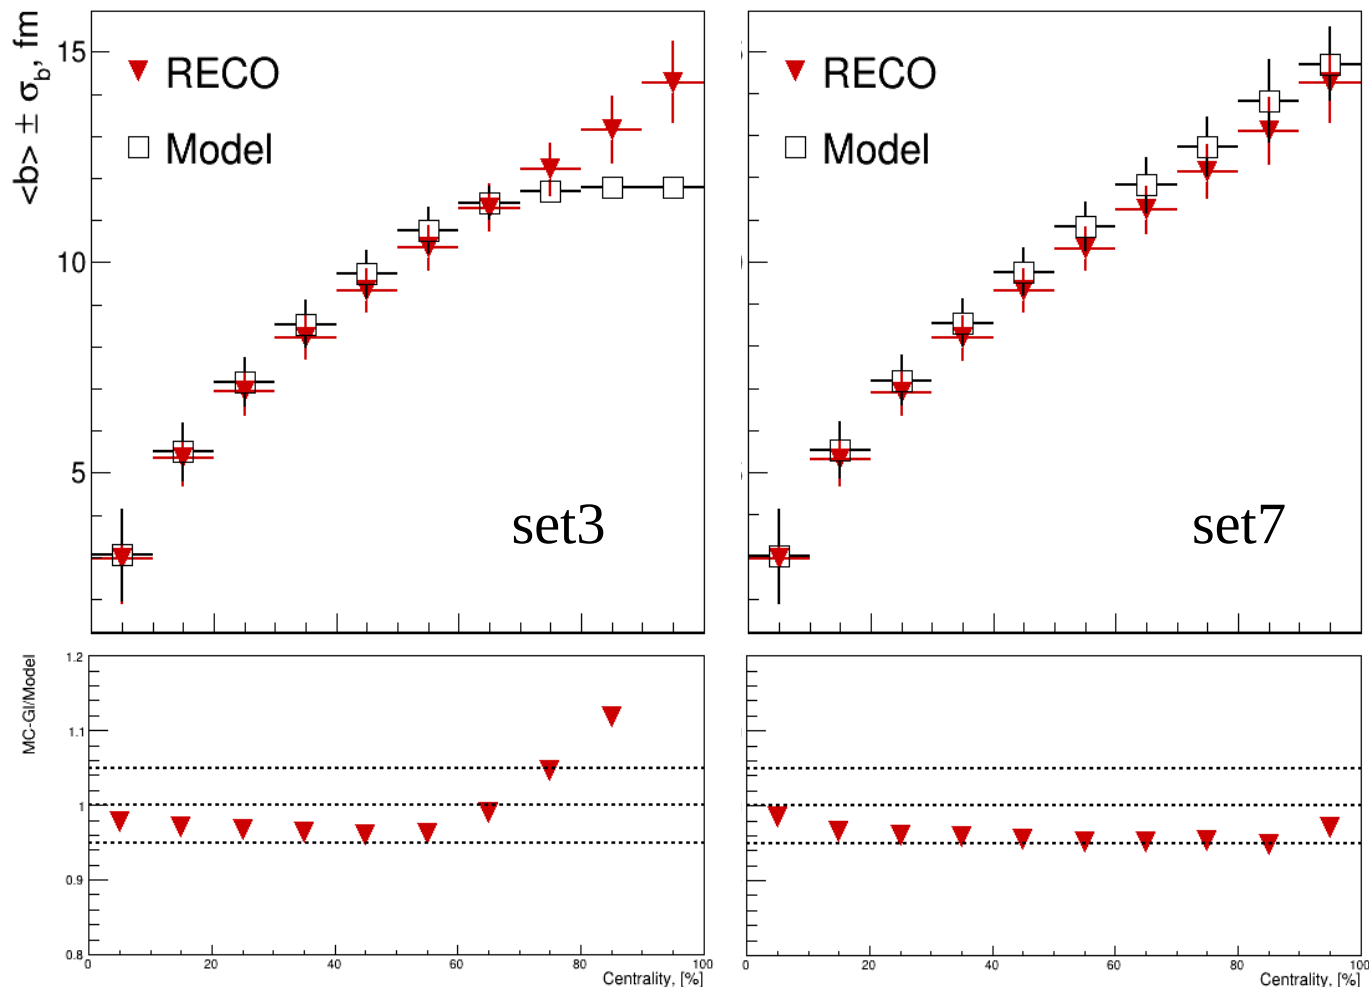 <b> ± σb, fm
15
10
5
RECO
Model
set3
RECO
Model
set7
MC-Gl/Model
1.2
1.1
1
0.9
0.8
0 20 40 60 80 100
Centrality, [%]
0 20 40 60 80 100
Centrality, [%]